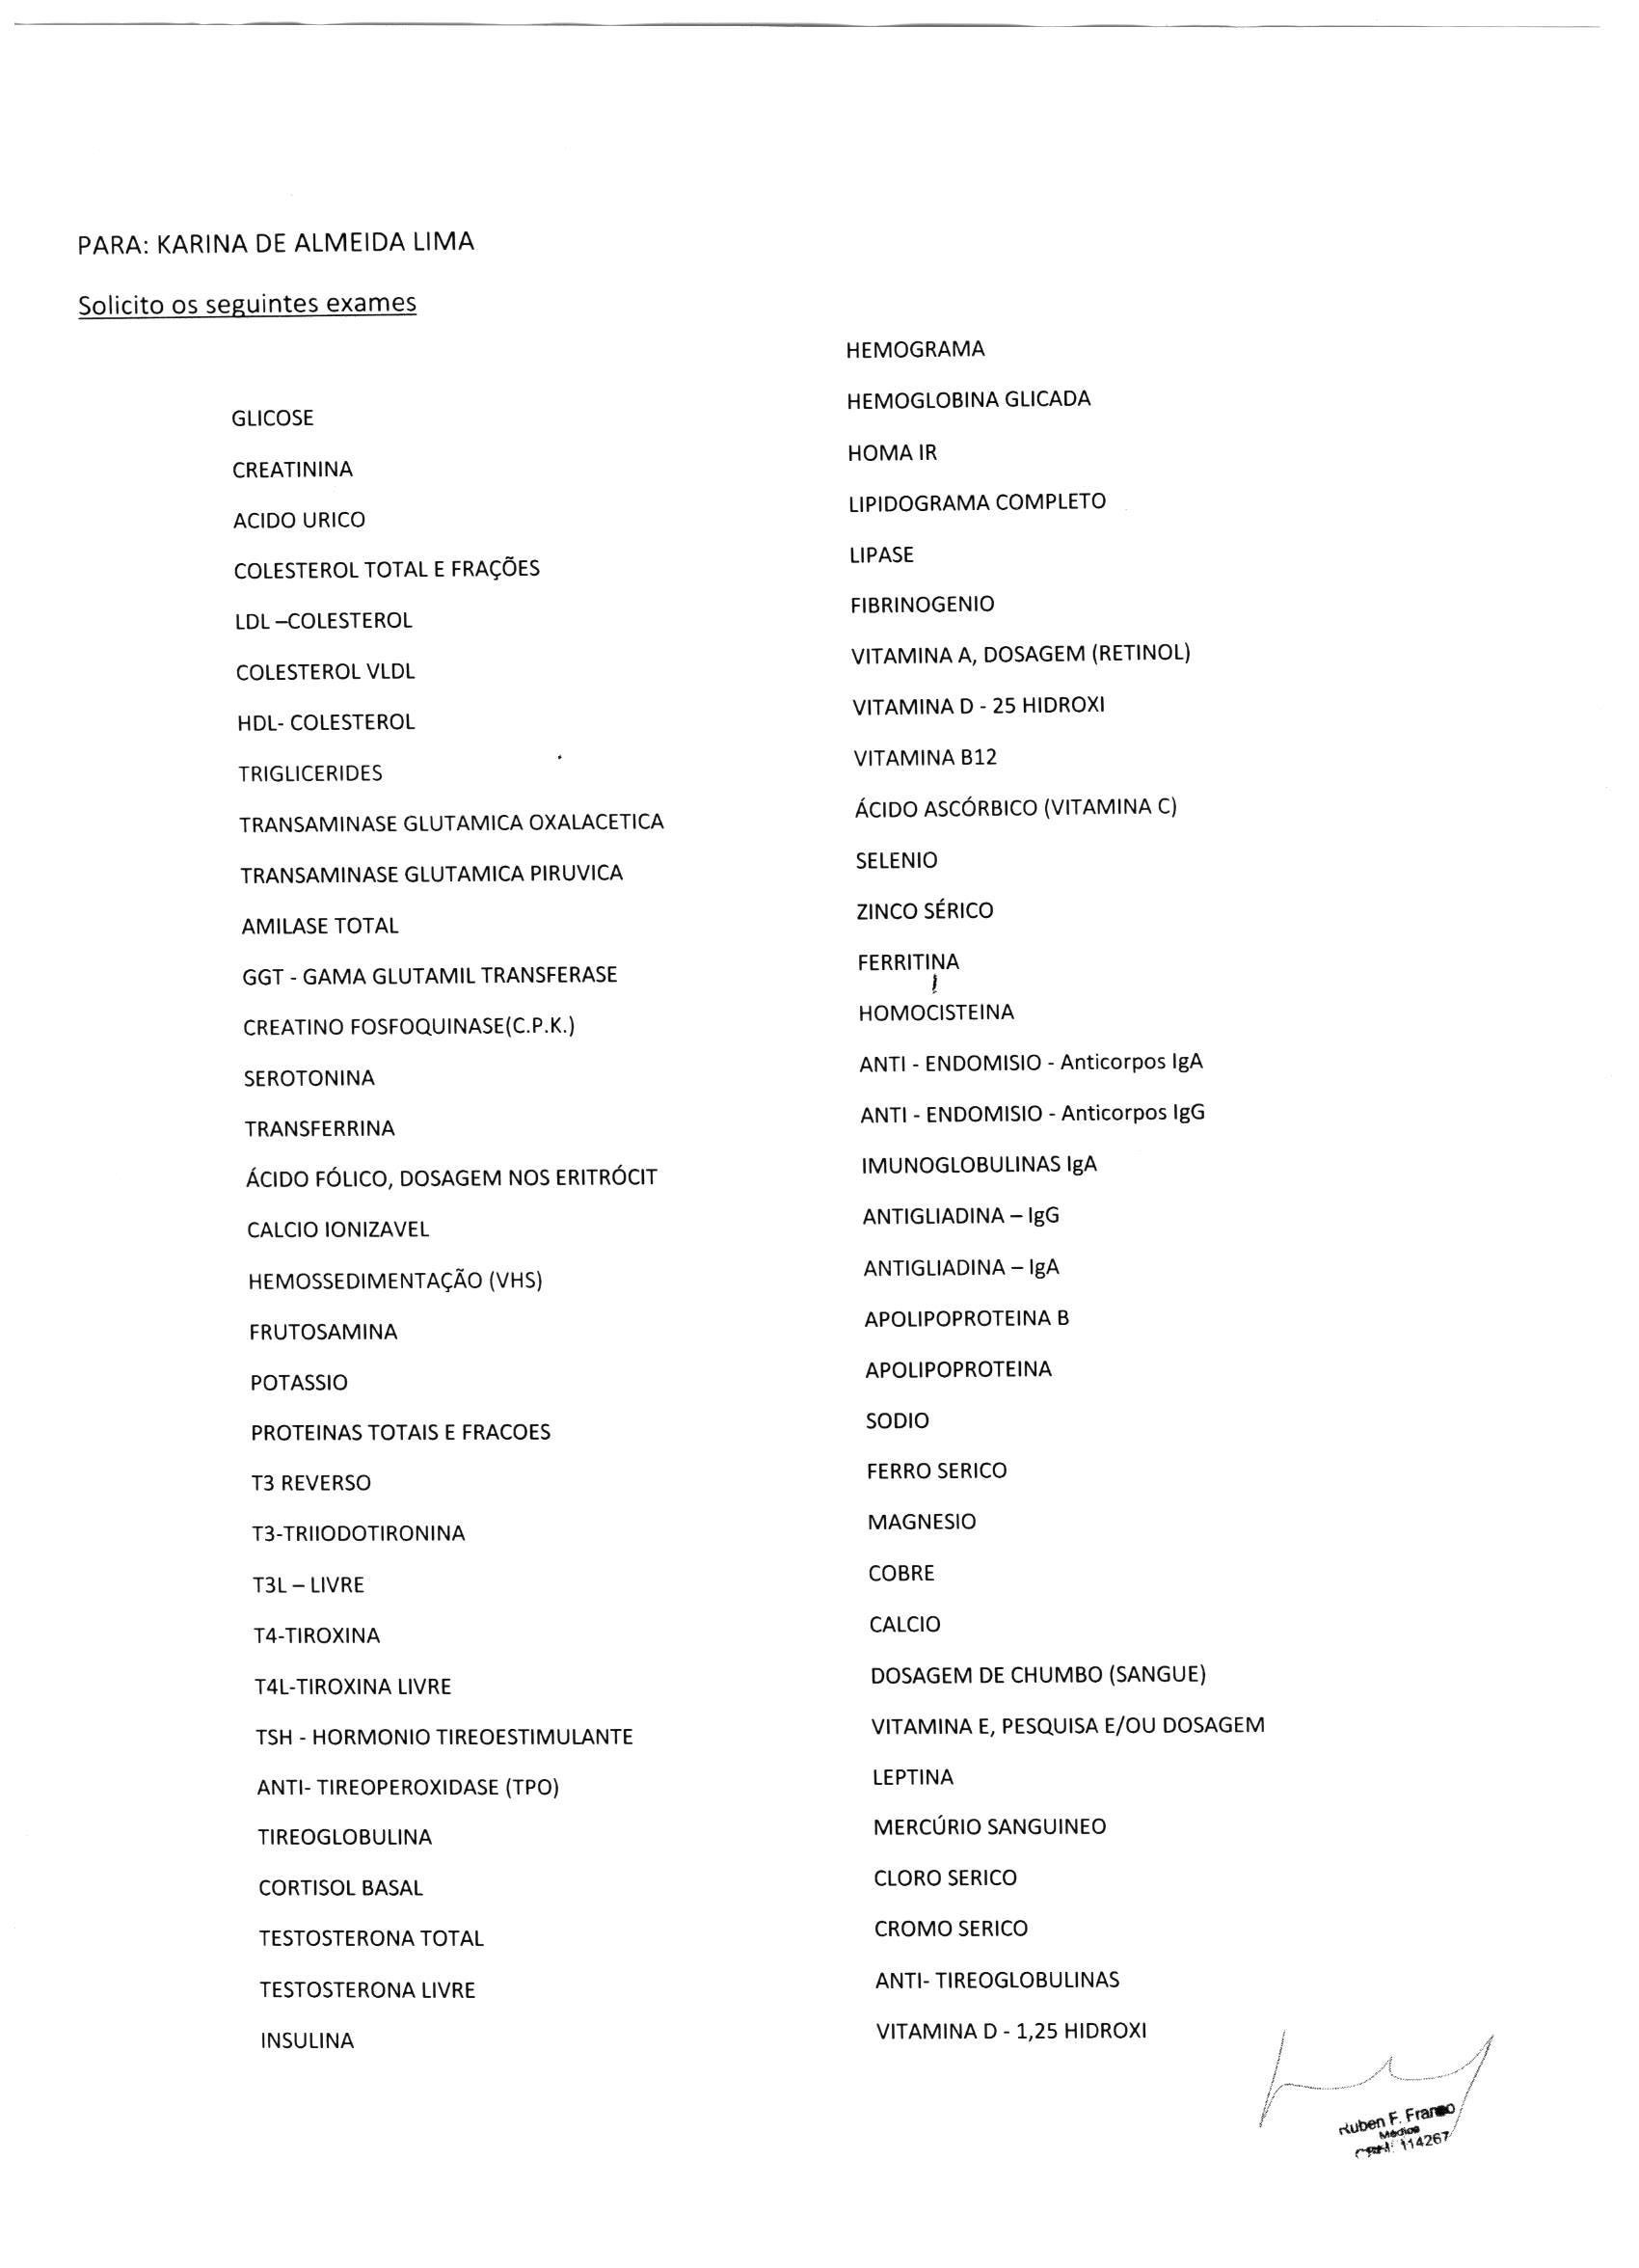 PARA: KARINA DE ALMEIDA LIMA
Solicito os seguintes exames
GLICOSE
CREATININA
ACIDO URICO
COLESTEROL TOTAL E FRAÇÕES
LDL –COLESTEROL
COLESTEROL VLDL
HDL- COLESTEROL
TRIGLICERIDES
TRANSAMINASE GLUTAMICA OXALACETICA
TRANSAMINASE GLUTAMICA PIRUVICA
AMILASE TOTAL
GGT - GAMA GLUTAMIL TRANSFERASE
CREATINO FOSFOQUINASE(C.P.K.)
SEROTONINA
TRANSFERRINA
ÁCIDO FÓLICO, DOSAGEM NOS ERITRÓCIT
CALCIO IONIZAVEL
HEMOSSEDIMENTAÇÃO (VHS)
FRUTOSAMINA
POTASSIO
PROTEINAS TOTAIS E FRACOES
T3 REVERSO
T3-TRIIODOTIRONINA
T3L – LIVRE
T4-TIROXINA
T4L-TIROXINA LIVRE
TSH - HORMONIO TIREOESTIMULANTE
ANTI- TIREOPEROXIDASE (TPO)
TIREOGLOBULINA
CORTISOL BASAL
TESTOSTERONA TOTAL
TESTOSTERONA LIVRE
INSULINA
HEMOGRAMA
HEMOGLOBINA GLICADA
HOMA IR
LIPIDOGRAMA COMPLETO
LIPASE
FIBRINOGENIO
VITAMINA A, DOSAGEM (RETINOL)
VITAMINA D - 25 HIDROXI
VITAMINA B12
ÁCIDO ASCÓRBICO (VITAMINA C)
SELENIO
ZINCO SÉRICO
FERRITINA
HOMOCISTEINA
ANTI - ENDOMISIO - Anticorpos IgA
ANTI - ENDOMISIO - Anticorpos IgG
IMUNOGLOBULINAS IgA
ANTIGLIADINA – IgG
ANTIGLIADINA – IgA
APOLIPOPROTEINA B
APOLIPOPROTEINA
SODIO
FERRO SERICO
MAGNESIO
COBRE
CALCIO
DOSAGEM DE CHUMBO (SANGUE)
VITAMINA E, PESQUISA E/OU DOSAGEM
LEPTINA
MERCÚRIO SANGUINEO
CLORO SERICO
CROMO SERICO
ANTI- TIREOGLOBULINAS
VITAMINA D - 1,25 HIDROXI
Ruben F. Franco
Médico
114267